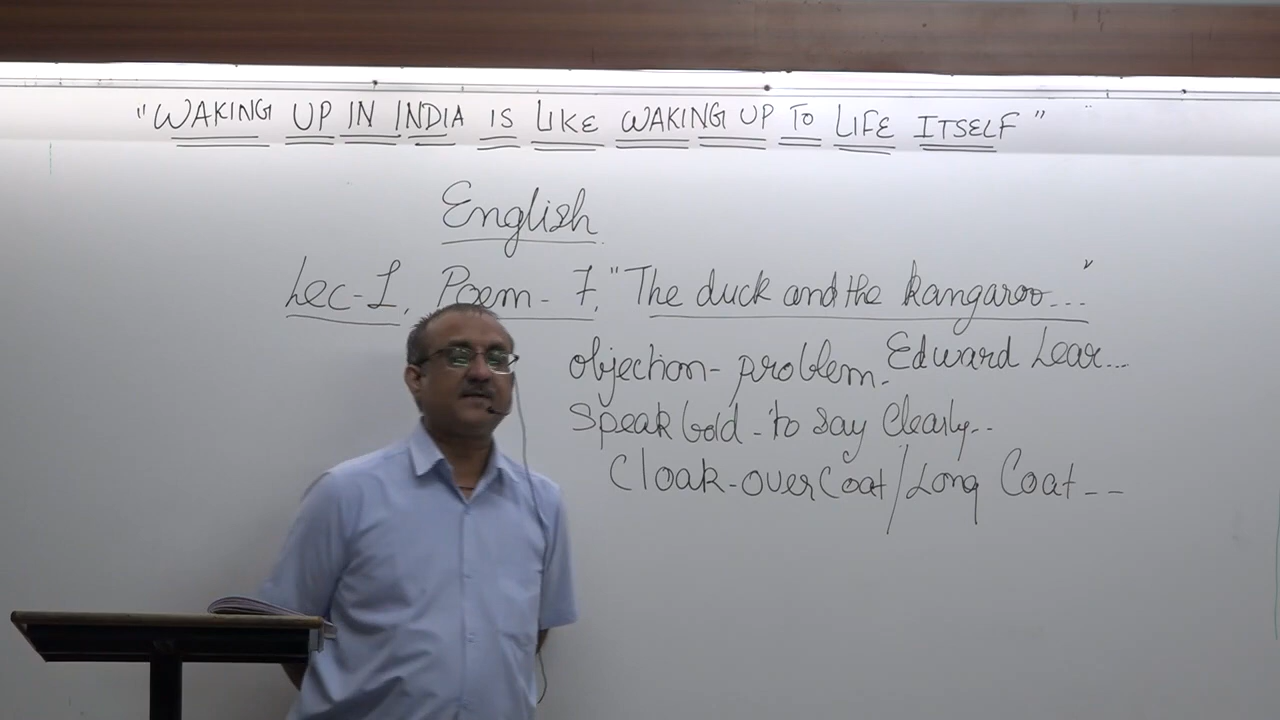 "WAKING UP IN INDIA IS LIKE WAKING UP TO LIFE ITSELF"
English
Lec-1, Poem-7, "The duck and the kangaroo..."
Edward Lear...
objection - problem.
Speak bold - to say Clearly..
Cloak - overcoat/Long Coat --